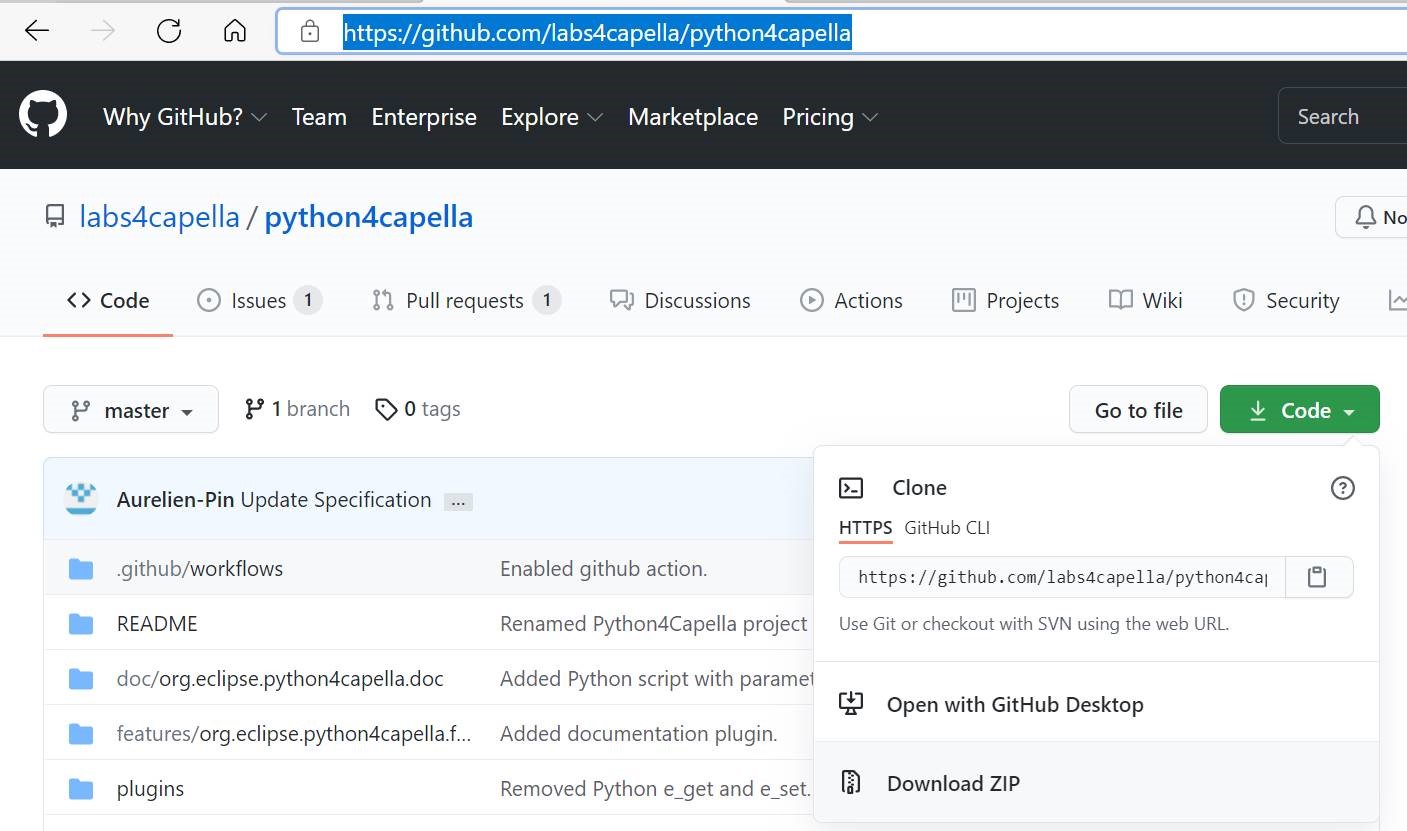 https://github.com/labs4capella/python4capella
Why GitHub? Team Enterprise Explore Marketplace Pricing Search
labs4capella / python4capella No
Code Issues 1 Pull requests 1 Discussions Actions Projects Wiki Security
master 1 branch 0 tags Go to file Code
Aurelien-Pin Update Specification ...
.github/workflows Enabled github action.
README Renamed Python4Capella project
doc/org.eclipse.python4capella.doc Added Python script with paramet
features/org.eclipse.python4capella.f... Added documentation plugin.
plugins Removed Python e_get and e_set.
Clone
HTTPS GitHub CLI
https://github.com/labs4capella/python4cap
Use Git or checkout with SVN using the web URL.
Open with GitHub Desktop
Download ZIP